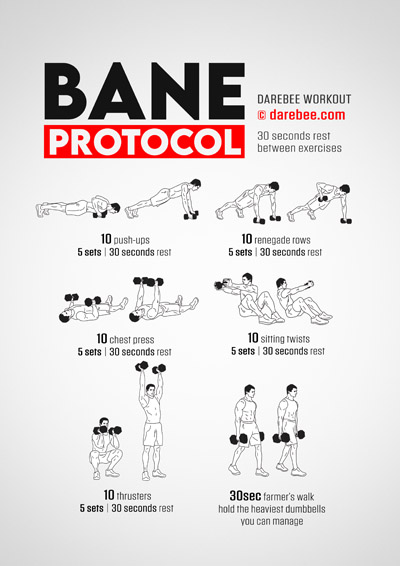 BANE
PROTOCOL
DAREBEE WORKOUT
© darebee.com
30 seconds rest
between exercises
10 push-ups
5 sets | 30 seconds rest
10 renegade rows
5 sets | 30 seconds rest
10 chest press
5 sets | 30 seconds rest
10 sitting twists
5 sets | 30 seconds rest
10 thrusters
5 sets | 30 seconds rest
30sec farmer's walk
hold the heaviest dumbbells
you can manage